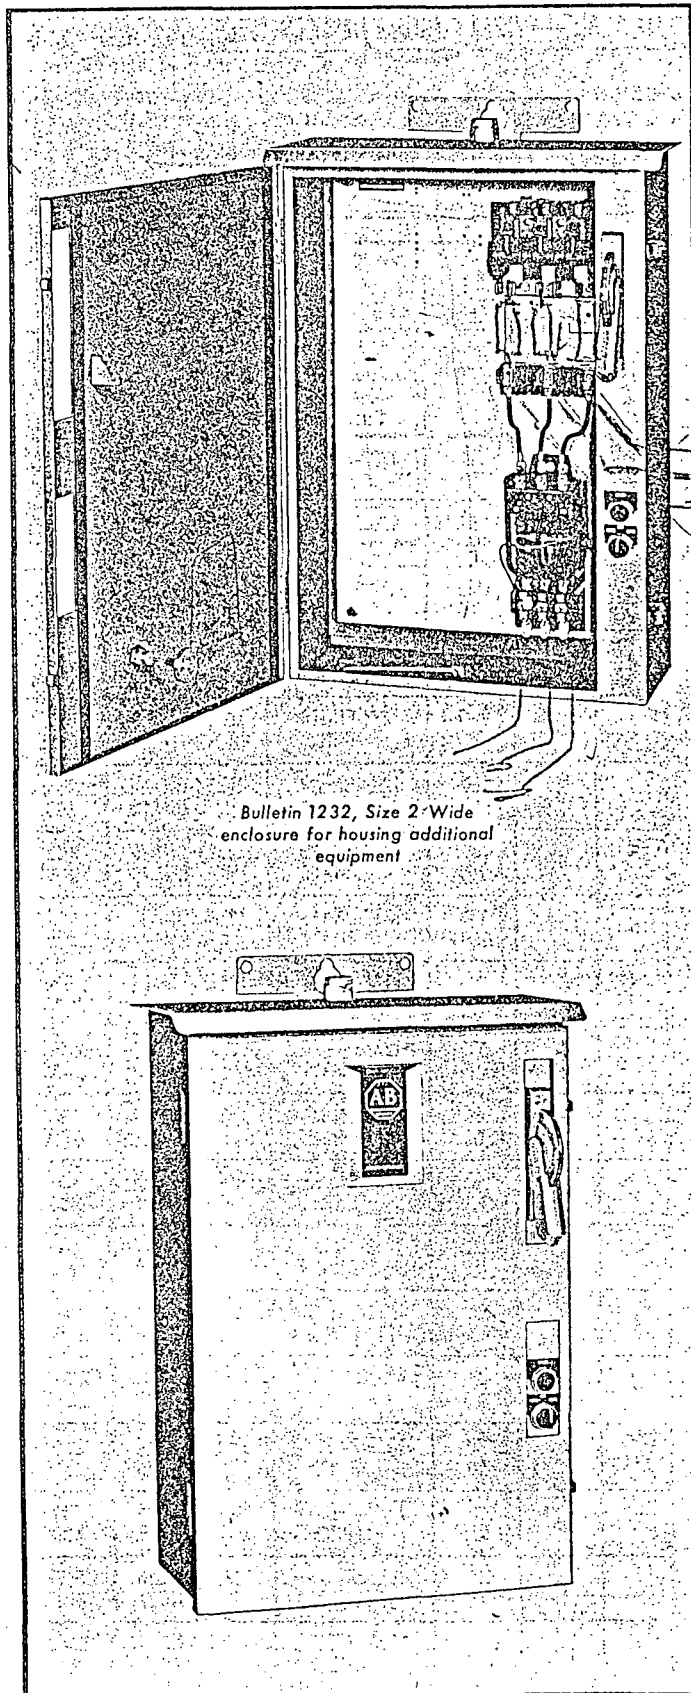 Bulletin 1232, Size 2 Wide
enclosure for housing additional
equipment
AB